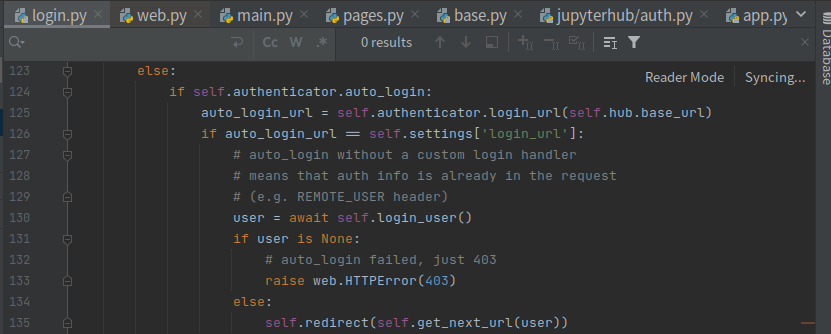 login.py web.py main.py pages.py base.py jupyterhub/auth.py app.py
Cc W .* 0 results
Database
Reader Mode Syncing...
123 else:
124 if self.authenticator.auto_login:
125 auto_login_url = self.authenticator.login_url(self.hub.base_url)
126 if auto_login_url == self.settings['login_url']:
127 # auto_login without a custom login handler
128 # means that auth info is already in the request
129 # (e.g. REMOTE_USER header)
130 user = await self.login_user()
131 if user is None:
132 # auto_login failed, just 403
133 raise web.HTTPError(403)
134 else:
135 self.redirect(self.get_next_url(user))